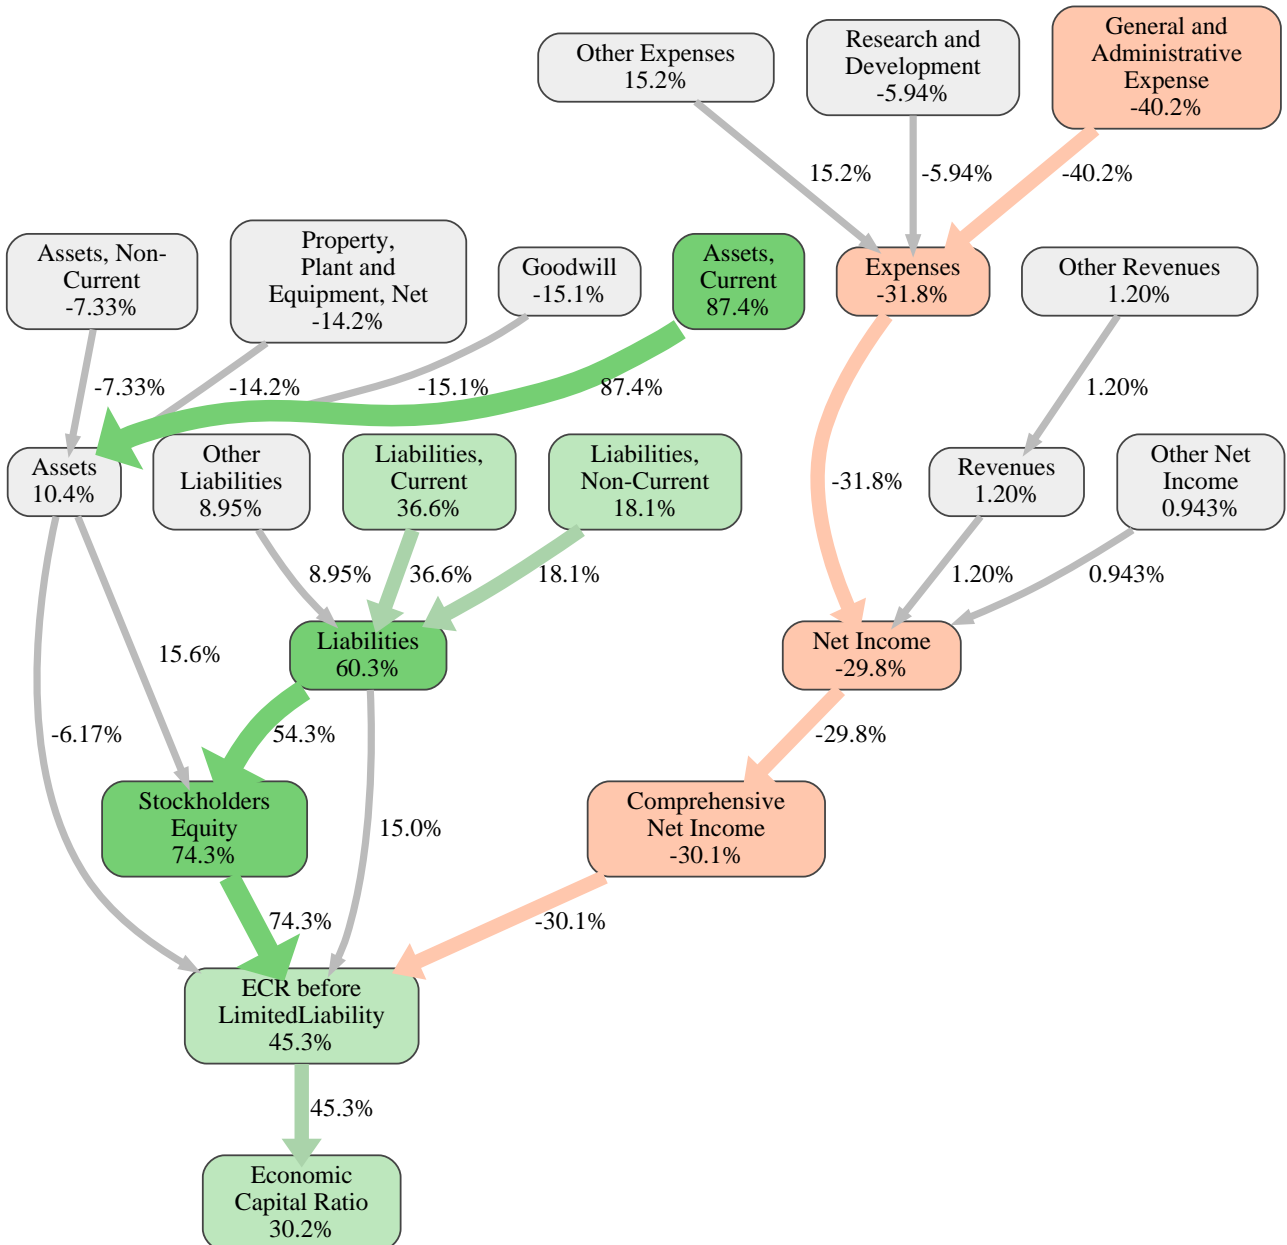 Other Expenses
15.2%
Research and
Development
-5.94%
General and
Administrative
Expense
-40.2%
15.2%
-5.94%
-40.2%
Assets, Non-
Current
-7.33%
Property,
Plant and
Equipment, Net
-14.2%
Goodwill
-15.1%
Assets,
Current
87.4%
Expenses
-31.8%
Other Revenues
1.20%
-7.33%
-14.2%
-15.1%
87.4%
1.20%
Assets
10.4%
Other
Liabilities
8.95%
Liabilities,
Current
36.6%
Liabilities,
Non-Current
18.1%
-31.8%
Revenues
1.20%
Other Net
Income
0.943%
8.95%
36.6%
18.1%
1.20%
0.943%
Liabilities
60.3%
Net Income
-29.8%
15.6%
-6.17%
54.3%
-29.8%
Stockholders
Equity
74.3%
15.0%
Comprehensive
Net Income
-30.1%
74.3%
-30.1%
ECR before
LimitedLiability
45.3%
45.3%
Economic
Capital Ratio
30.2%